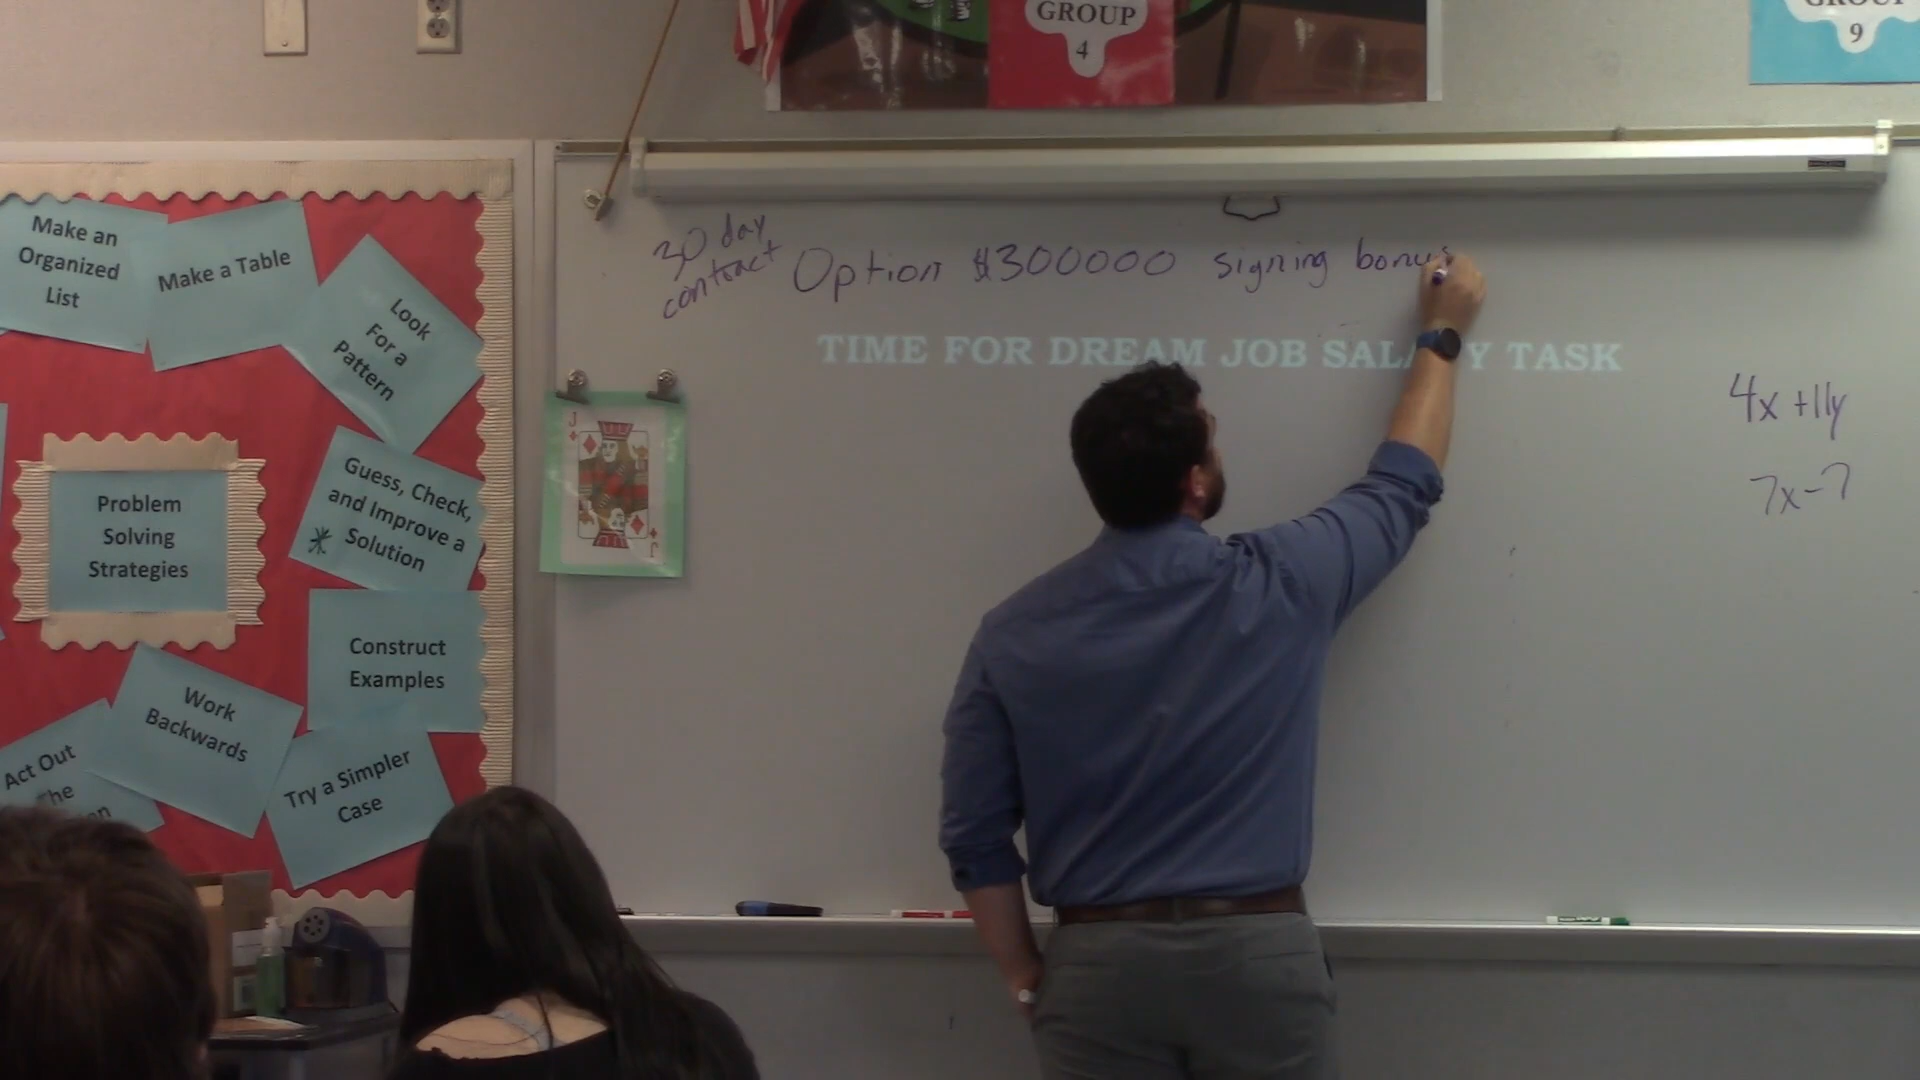 GROUP
4
GROUP
9
Make an
Organized
List
Make a Table
Look
For a
Pattern
Guess, Check,
and Improve a
Solution
Problem
Solving
Strategies
Construct
Examples
Work
Backwards
Act Out
The
Try a Simpler
Case
30 day
contract
Option $300000 signing bonus
TIME FOR DREAM JOB SALARY TASK
J
J
4x +11y
7x-7